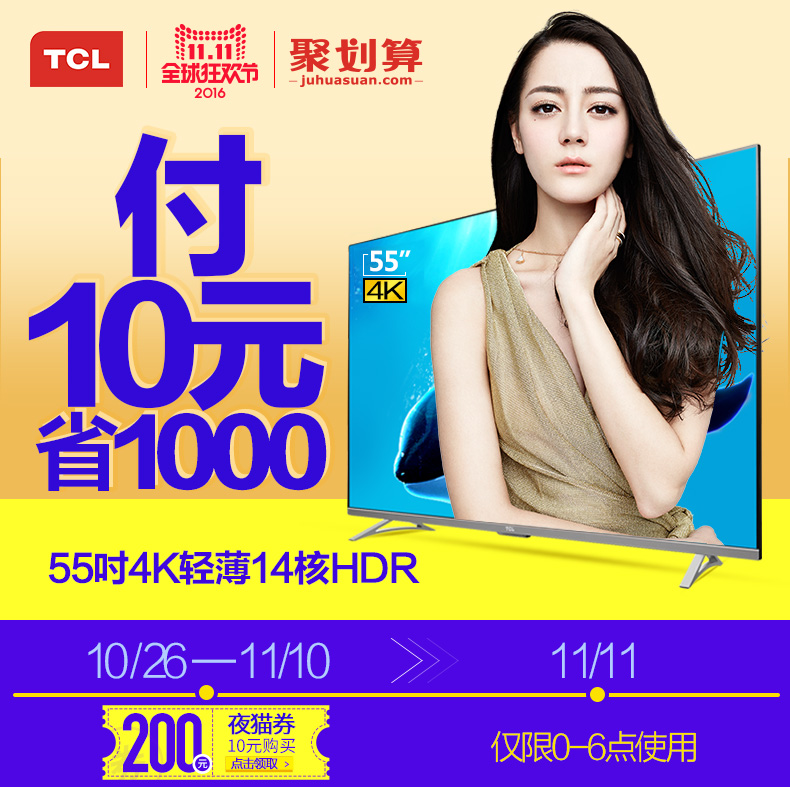 TCL
11.11
全球狂欢节
2016
聚划算
juhuasuan.com
付
10元
省1000
55”
4K
TCL
55吋4K轻薄14核HDR
10/26—11/10
11/11
200元
夜猫券
10元购买
点击领取 >
仅限0-6点使用